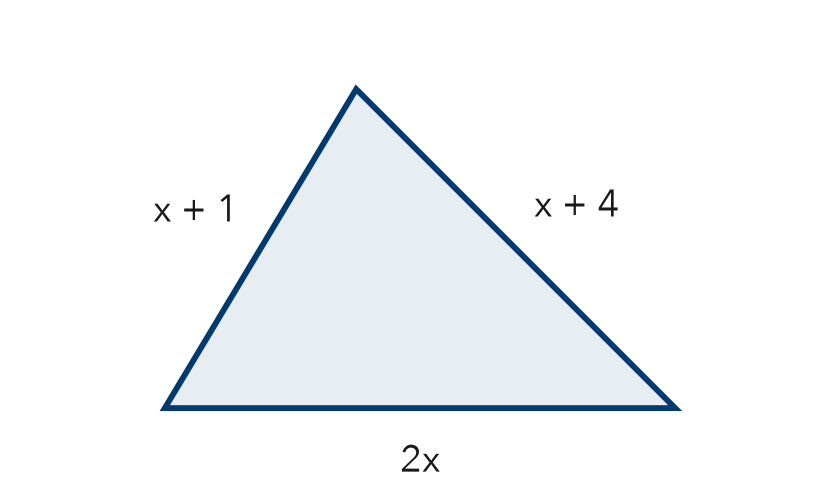 x + 1
x + 4
2x